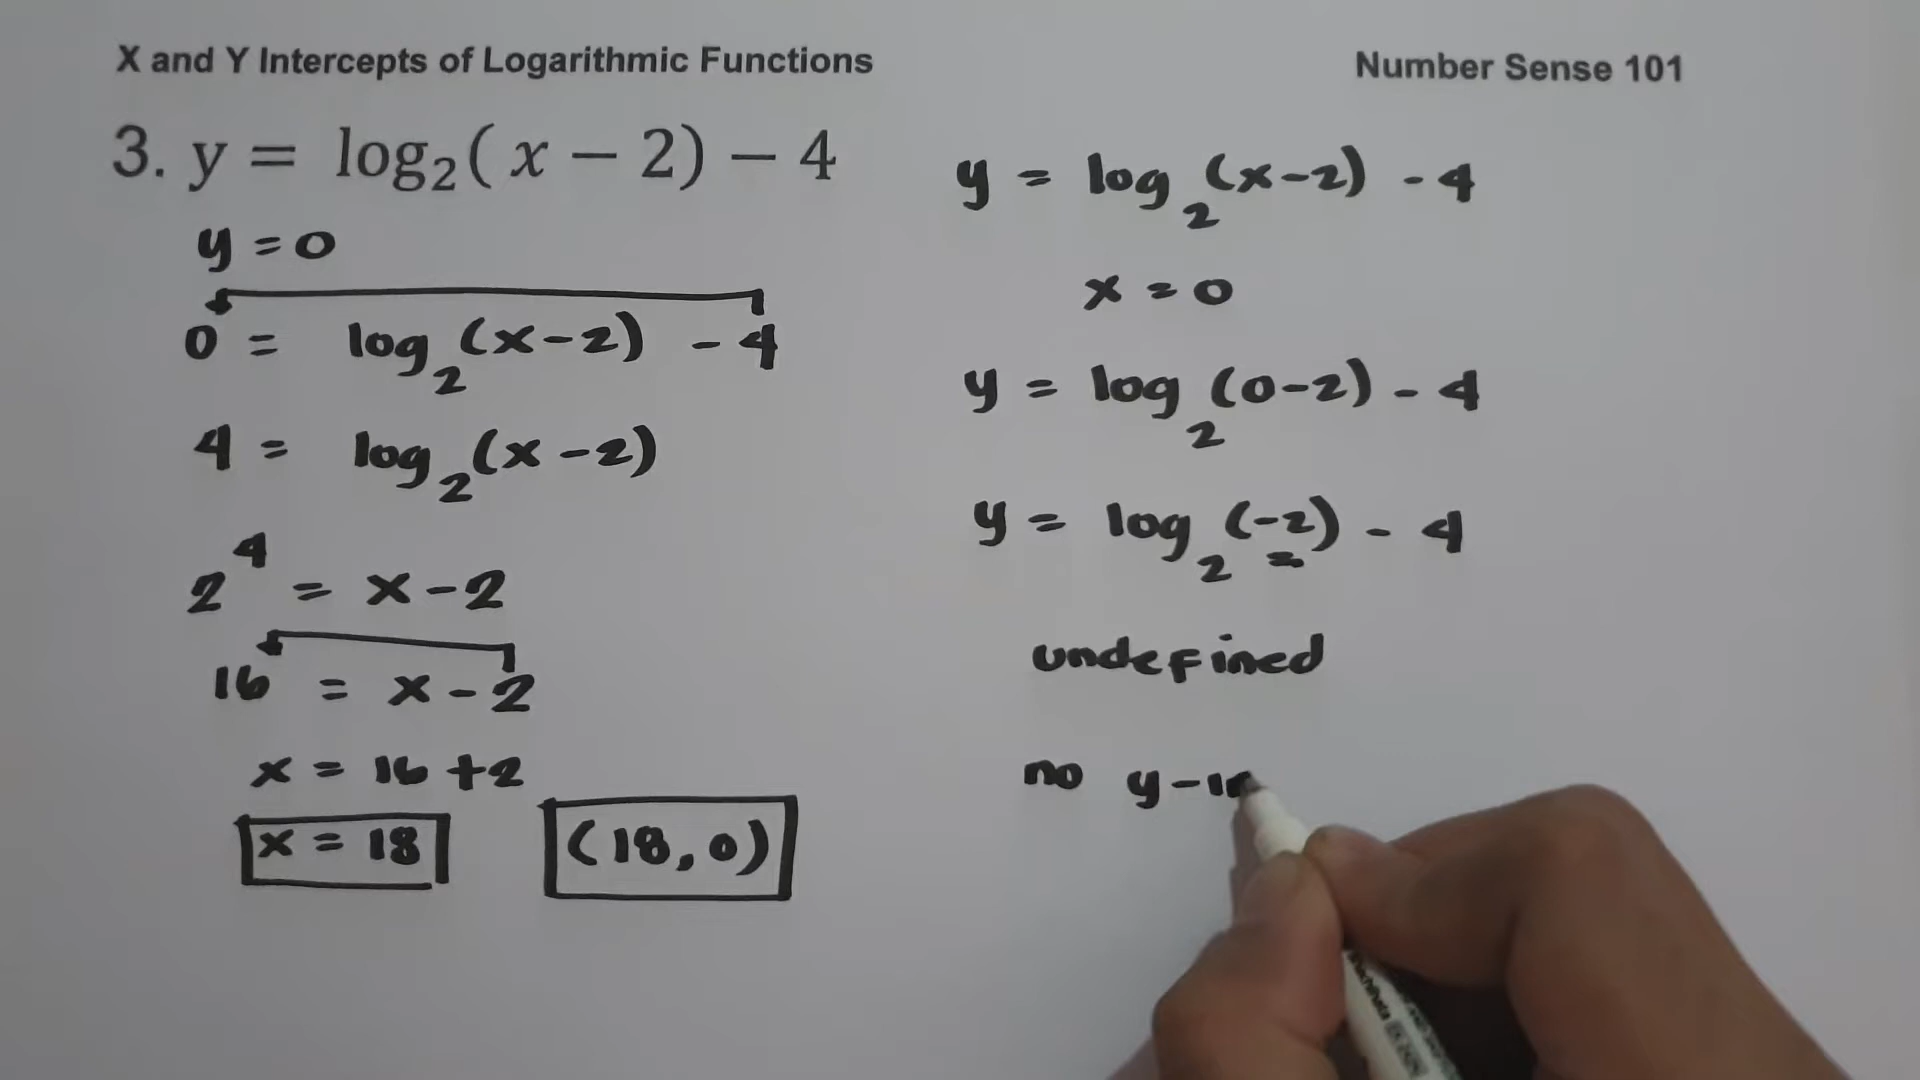 X and Y Intercepts of Logarithmic Functions
Number Sense 101
3. y = log₂( x − 2) − 4
y = 0
0 = log₂(x-2) - 4
4 = log₂(x-2)
2⁴ = x-2
16 = x-2
x = 16+2
x = 18
(18,0)
y = log₂(x-2) - 4
x = 0
y = log₂(0-2) - 4
y = log₂(-2) - 4
undefined
no y-in